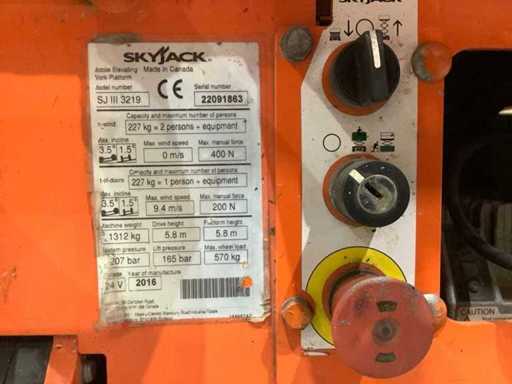 SKYJACK
SKYJACK
Mobile Elevating Made in Canada
Work Platform
Model number Serial number
SJ III 3219 CE 22091863
Capacity and maximum number of persons
227 kg = 2 persons + equipment
Max. incline Max. wind speed Max. manual force
3.5° 1.5° 0 m/s 400 N
Capacity and maximum number of persons
227 kg = 1 person + equipment
Max. incline Max. wind speed Max. manual force
3.5° 1.5° 9.4 m/s 200 N
Machine weight Drive height Platform height
1312 kg 5.8 m 5.8 m
System pressure Lift pressure Max. wheel load
207 bar 165 bar 570 kg
Year of manufacture
24 V 2016
CAUTION